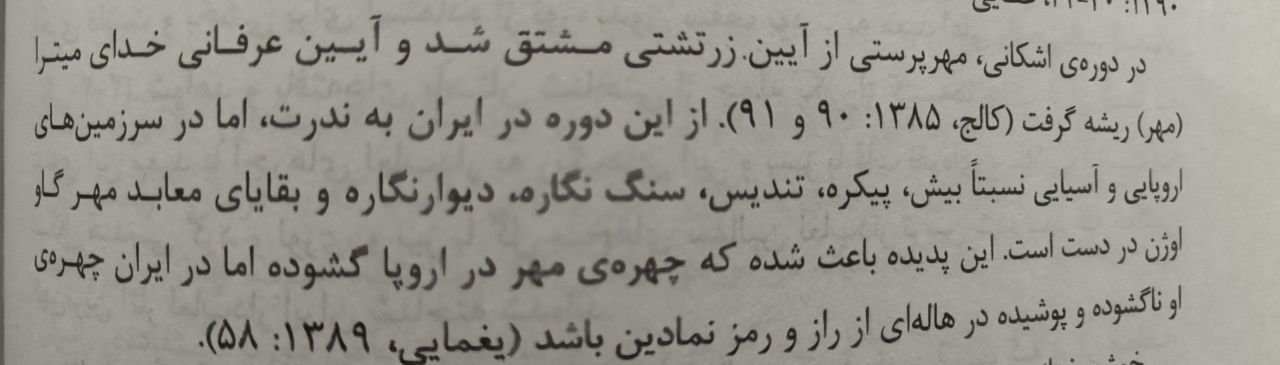 در دوره‌ی اشکانی، مهرپرستی از آیین زرتشتی مشتق شد و آیین عرفانی خدای میترا
(مهر) ریشه گرفت (کالج، ۱۳۸۵: ۹۰ و ۹۱). از این دوره در ایران به ندرت، اما در سرزمین‌های
اروپایی و آسیایی نسبتاً بیش، پیکره، تندیس، سنگ نگاره، دیوارنگاره و بقایای معابد مهر گاو
اوژن در دست است. این پدیده باعث شده که چهره‌ی مهر در اروپا گشوده اما در ایران چهره‌ی
او ناگشوده و پوشیده در هاله‌ای از راز و رمز نمادین باشد (یغمایی، ۱۳۸۹: ۵۸).